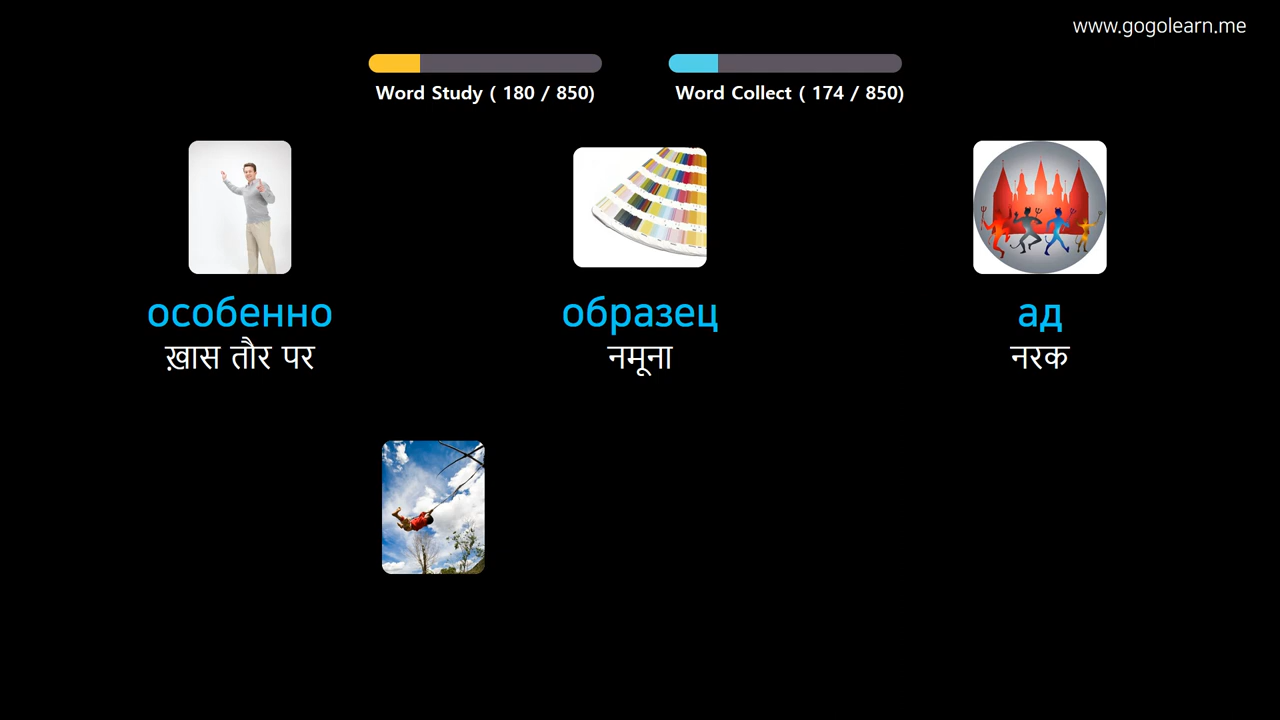 www.gogolearn.me
Word Study ( 180 / 850)
Word Collect ( 174 / 850)
особенно
образец
ад
ख़ास तौर पर
नमूना
नरक